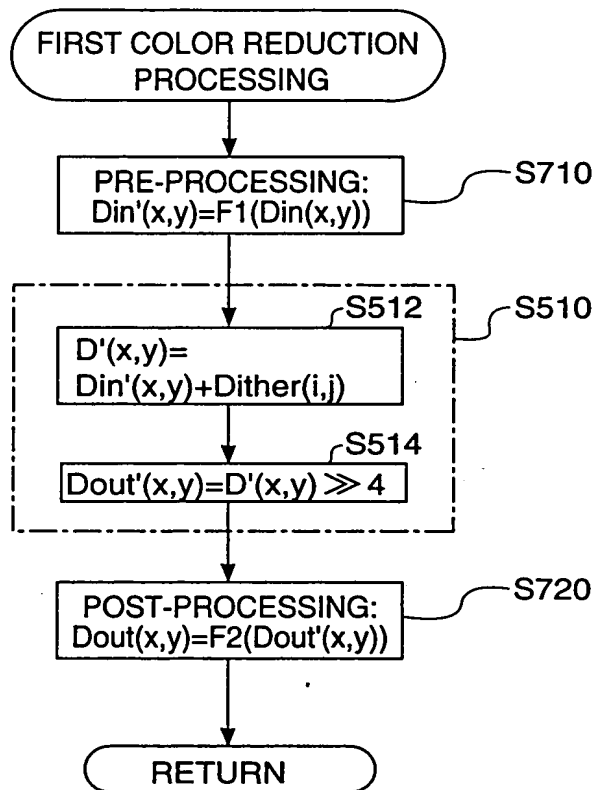 FIRST COLOR REDUCTION
PROCESSING
PRE-PROCESSING:
Din'(x,y)=F1(Din(x,y))
S710
S510
S512
D'(x,y)=
Din'(x,y)+Dither(i,j)
S514
Dout'(x,y)=D'(x,y)≫4
POST-PROCESSING:
Dout(x,y)=F2(Dout'(x,y))
S720
RETURN